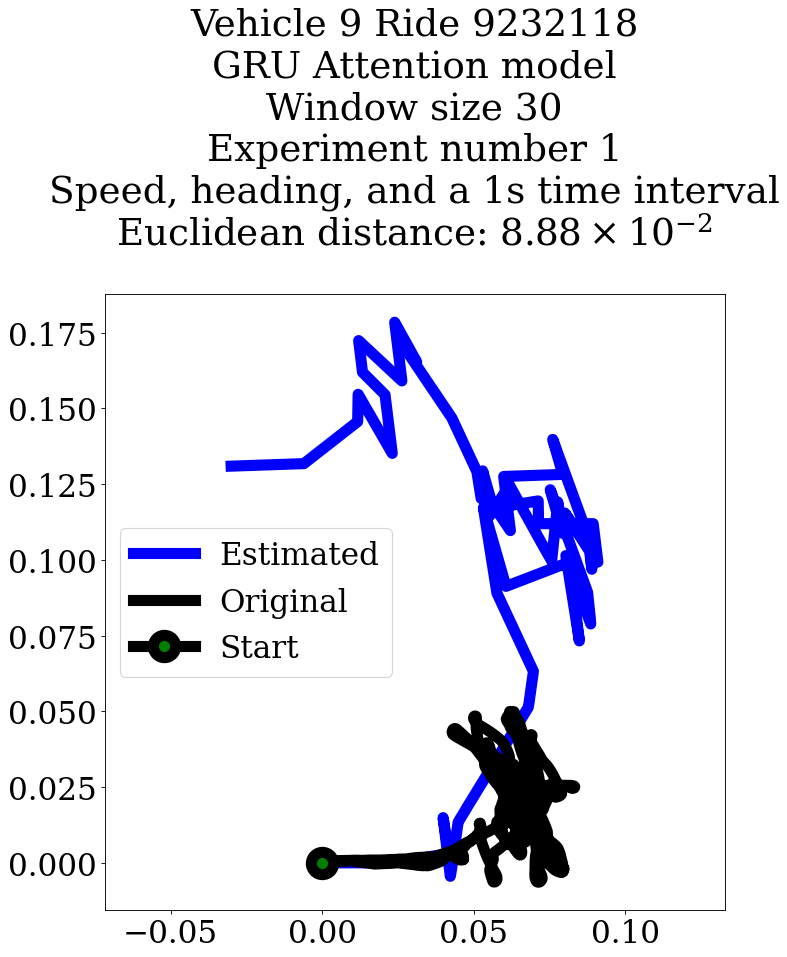 Vehicle 9 Ride 9232118
GRU Attention model
Window size 30
Experiment number 1
Speed, heading, and a 1s time interval
Euclidean distance: 8.88 × 10⁻²
0.175
0.150
0.125
0.100
0.075
0.050
0.025
0.000
Estimated
Original
Start
−0.05
0.00
0.05
0.10